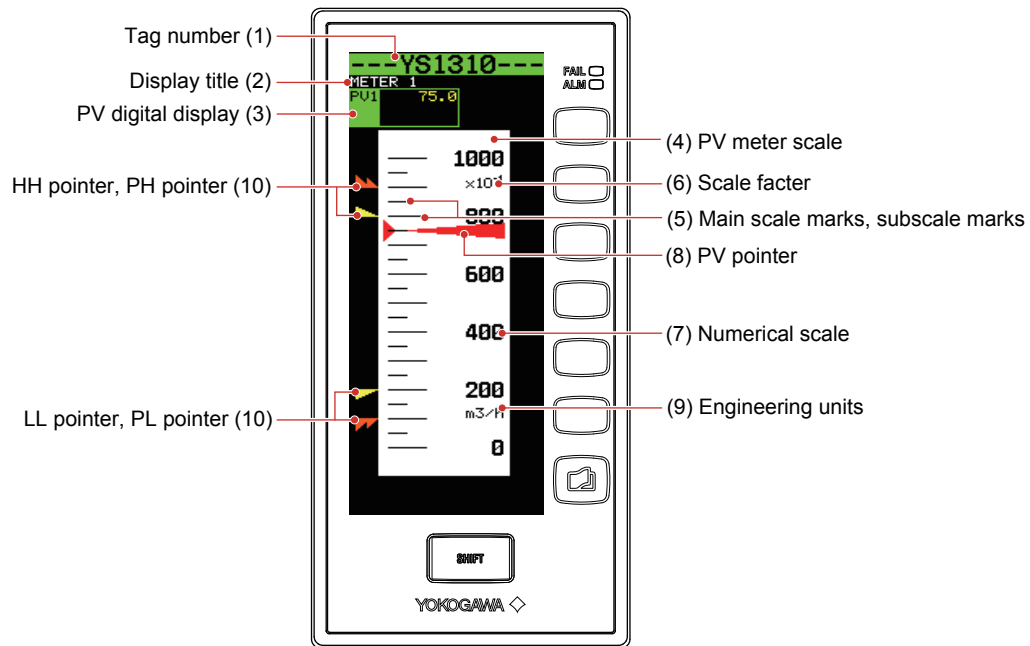 Tag number (1)
Display title (2)
PV digital display (3)
HH pointer, PH pointer (10)
LL pointer, PL pointer (10)
---YS1310---
METER 1
PV1 75.0
1000
×10⁻¹
800
600
400
200
m3/h
0
FAIL
ALM
(4) PV meter scale
(6) Scale facter
(5) Main scale marks, subscale marks
(8) PV pointer
(7) Numerical scale
(9) Engineering units
SHIFT
YOKOGAWA